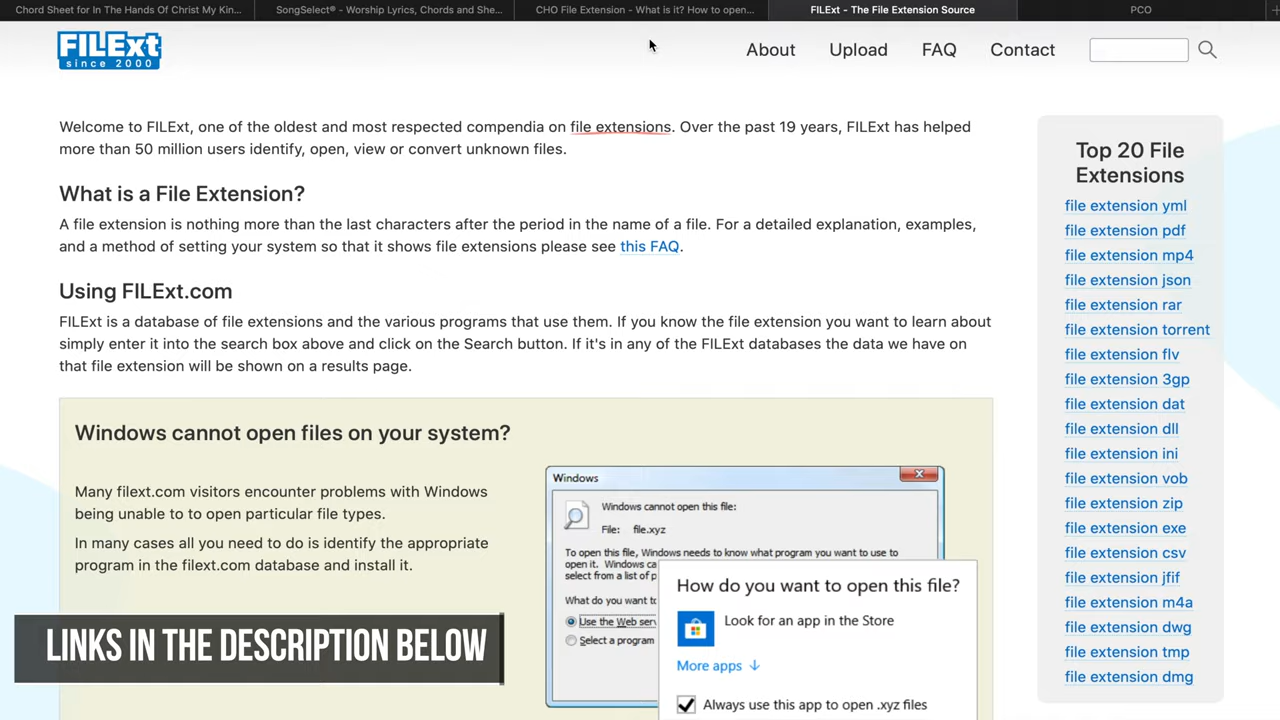 Chord Sheet for In The Hands Of Christ My Kin...
SongSelect® - Worship Lyrics, Chords and She...
CHO File Extension - What is it? How to open...
FILExt - The File Extension Source
PCO
FILExt
since 2000
About
Upload
FAQ
Contact
Welcome to FILExt, one of the oldest and most respected compendia on file extensions. Over the past 19 years, FILExt has helped
more than 50 million users identify, open, view or convert unknown files.
What is a File Extension?
A file extension is nothing more than the last characters after the period in the name of a file. For a detailed explanation, examples,
and a method of setting your system so that it shows file extensions please see this FAQ.
Using FILExt.com
FILExt is a database of file extensions and the various programs that use them. If you know the file extension you want to learn about
simply enter it into the search box above and click on the Search button. If it's in any of the FILExt databases the data we have on
that file extension will be shown on a results page.
Windows cannot open files on your system?
Many filext.com visitors encounter problems with Windows
being unable to to open particular file types.
In many cases all you need to do is identify the appropriate
program in the filext.com database and install it.
Windows
Windows cannot open this file:
File: file.xyz
To open this file, Windows needs to know what program you want to use to
open it. Windows ca
select from a list of p
What do you want to
Use the Web serv
Select a program
How do you want to open this file?
Look for an app in the Store
More apps ↓
Always use this app to open .xyz files
LINKS IN THE DESCRIPTION BELOW
Top 20 File
Extensions
file extension yml
file extension pdf
file extension mp4
file extension json
file extension rar
file extension torrent
file extension flv
file extension 3gp
file extension dat
file extension dll
file extension ini
file extension vob
file extension zip
file extension exe
file extension csv
file extension jfif
file extension m4a
file extension dwg
file extension tmp
file extension dmg